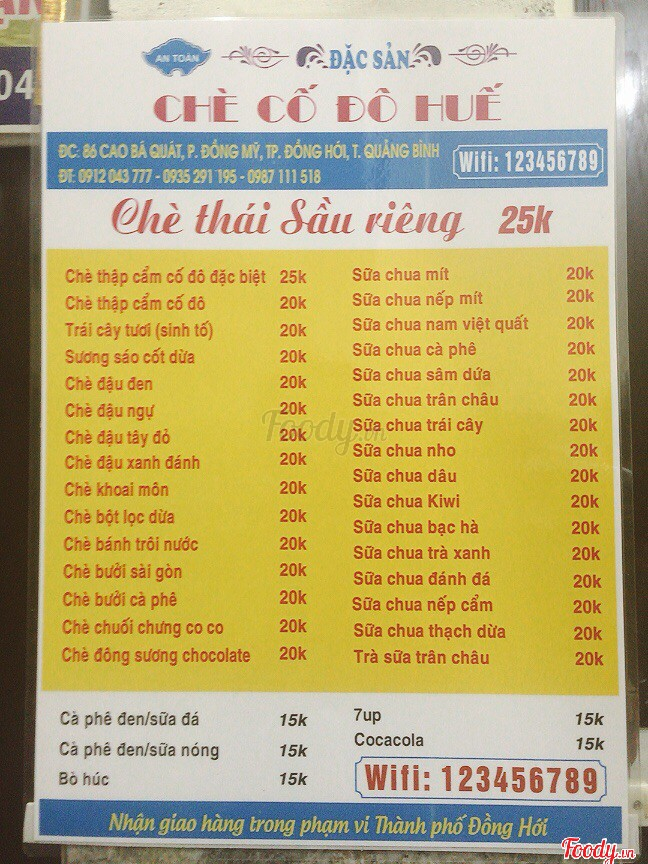 04
AN TOÀN
ĐẶC SẢN
CHÈ CỐ ĐÔ HUẾ
ĐC: 86 CAO BÁ QUÁT, P. ĐỒNG MỸ, TP. ĐỒNG HỚI, T. QUẢNG BÌNH
ĐT: 0912 043 777 - 0935 291 195 - 0987 111 518
Wifi: 123456789
Chè thái Sầu riêng 25k
Chè thập cẩm cố đô đặc biệt 25k
Chè thập cẩm cố đô 20k
Trái cây tươi (sinh tố) 20k
Sương sáo cốt dừa 20k
Chè đậu đen 20k
Chè đậu ngự 20k
Chè đậu tây đỏ 20k
Chè đậu xanh đánh 20k
Chè khoai môn 20k
Chè bột lọc dừa 20k
Chè bánh trôi nước 20k
Chè bưởi sài gòn 20k
Chè bưởi cà phê 20k
Chè chuối chưng co co 20k
Chè đông sương chocolate 20k
Sữa chua mít 20k
Sữa chua nếp mít 20k
Sữa chua nam việt quất 20k
Sữa chua cà phê 20k
Sữa chua sâm dứa 20k
Sữa chua trân châu 20k
Sữa chua trái cây 20k
Sữa chua nho 20k
Sữa chua dâu 20k
Sữa chua Kiwi 20k
Sữa chua bạc hà 20k
Sữa chua trà xanh 20k
Sữa chua đánh đá 20k
Sữa chua nếp cẩm 20k
Sữa chua thạch dừa 20k
Trà sữa trân châu 20k
Foody.vn
Cà phê đen/sữa đá 15k
Cà phê đen/sữa nóng 15k
Bò húc 15k
7up 15k
Cocacola 15k
Wifi: 123456789
Nhận giao hàng trong phạm vi Thành phố Đồng Hới
Foody.vn